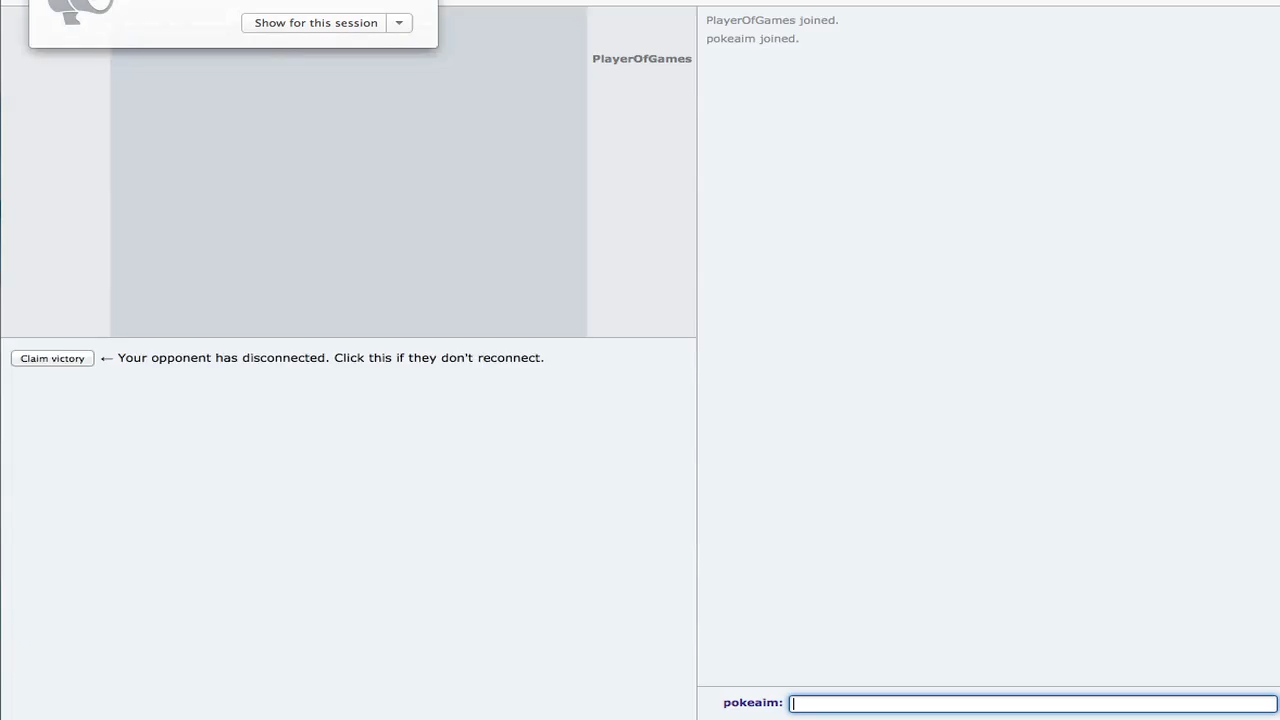 Show for this session
PlayerOfGames
Claim victory ← Your opponent has disconnected. Click this if they don't reconnect.
PlayerOfGames joined.
pokeaim joined.
pokeaim: